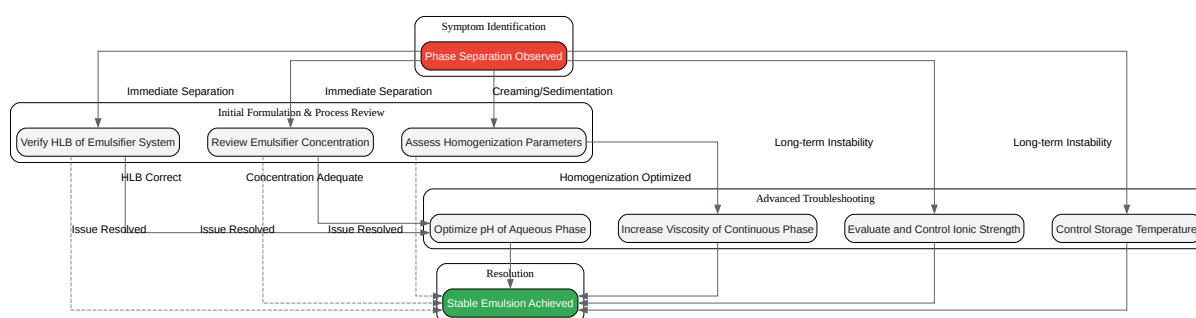 Symptom Identification
Phase Separation Observed
Immediate Separation
Immediate Separation
Creaming/Sedimentation
Initial Formulation & Process Review
Verify HLB of Emulsifier System
Review Emulsifier Concentration
Assess Homogenization Parameters
Long-term Instability
Long-term Instability
HLB Correct
Concentration Adequate
Homogenization Optimized
Advanced Troubleshooting
Issue Resolved
Issue Resolved
Issue Resolved
Optimize pH of Aqueous Phase
Increase Viscosity of Continuous Phase
Evaluate and Control Ionic Strength
Control Storage Temperature
Resolution
Stable Emulsion Achieved